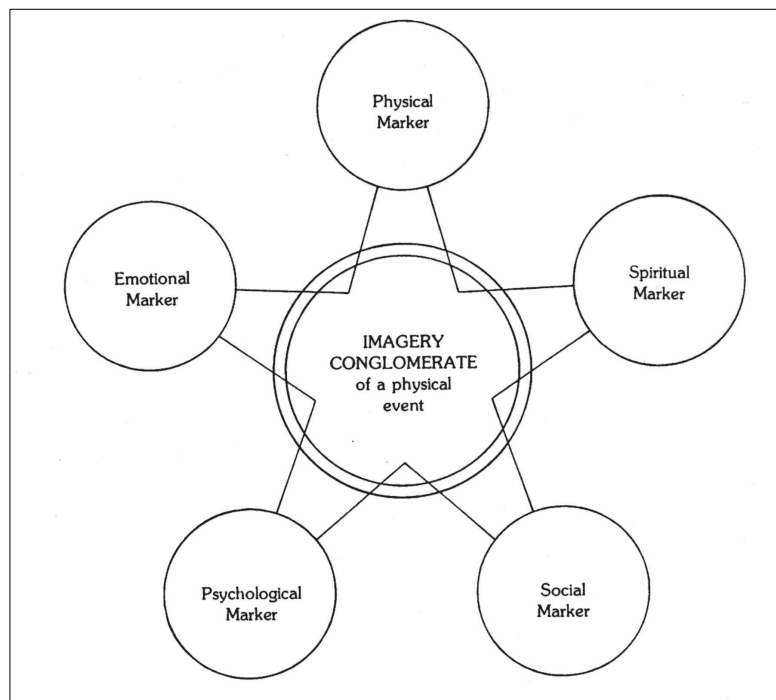 Physical
Marker
Emotional
Marker
Spiritual
Marker
IMAGERY
CONGLOMERATE
of a physical
event
Psychological
Marker
Social
Marker